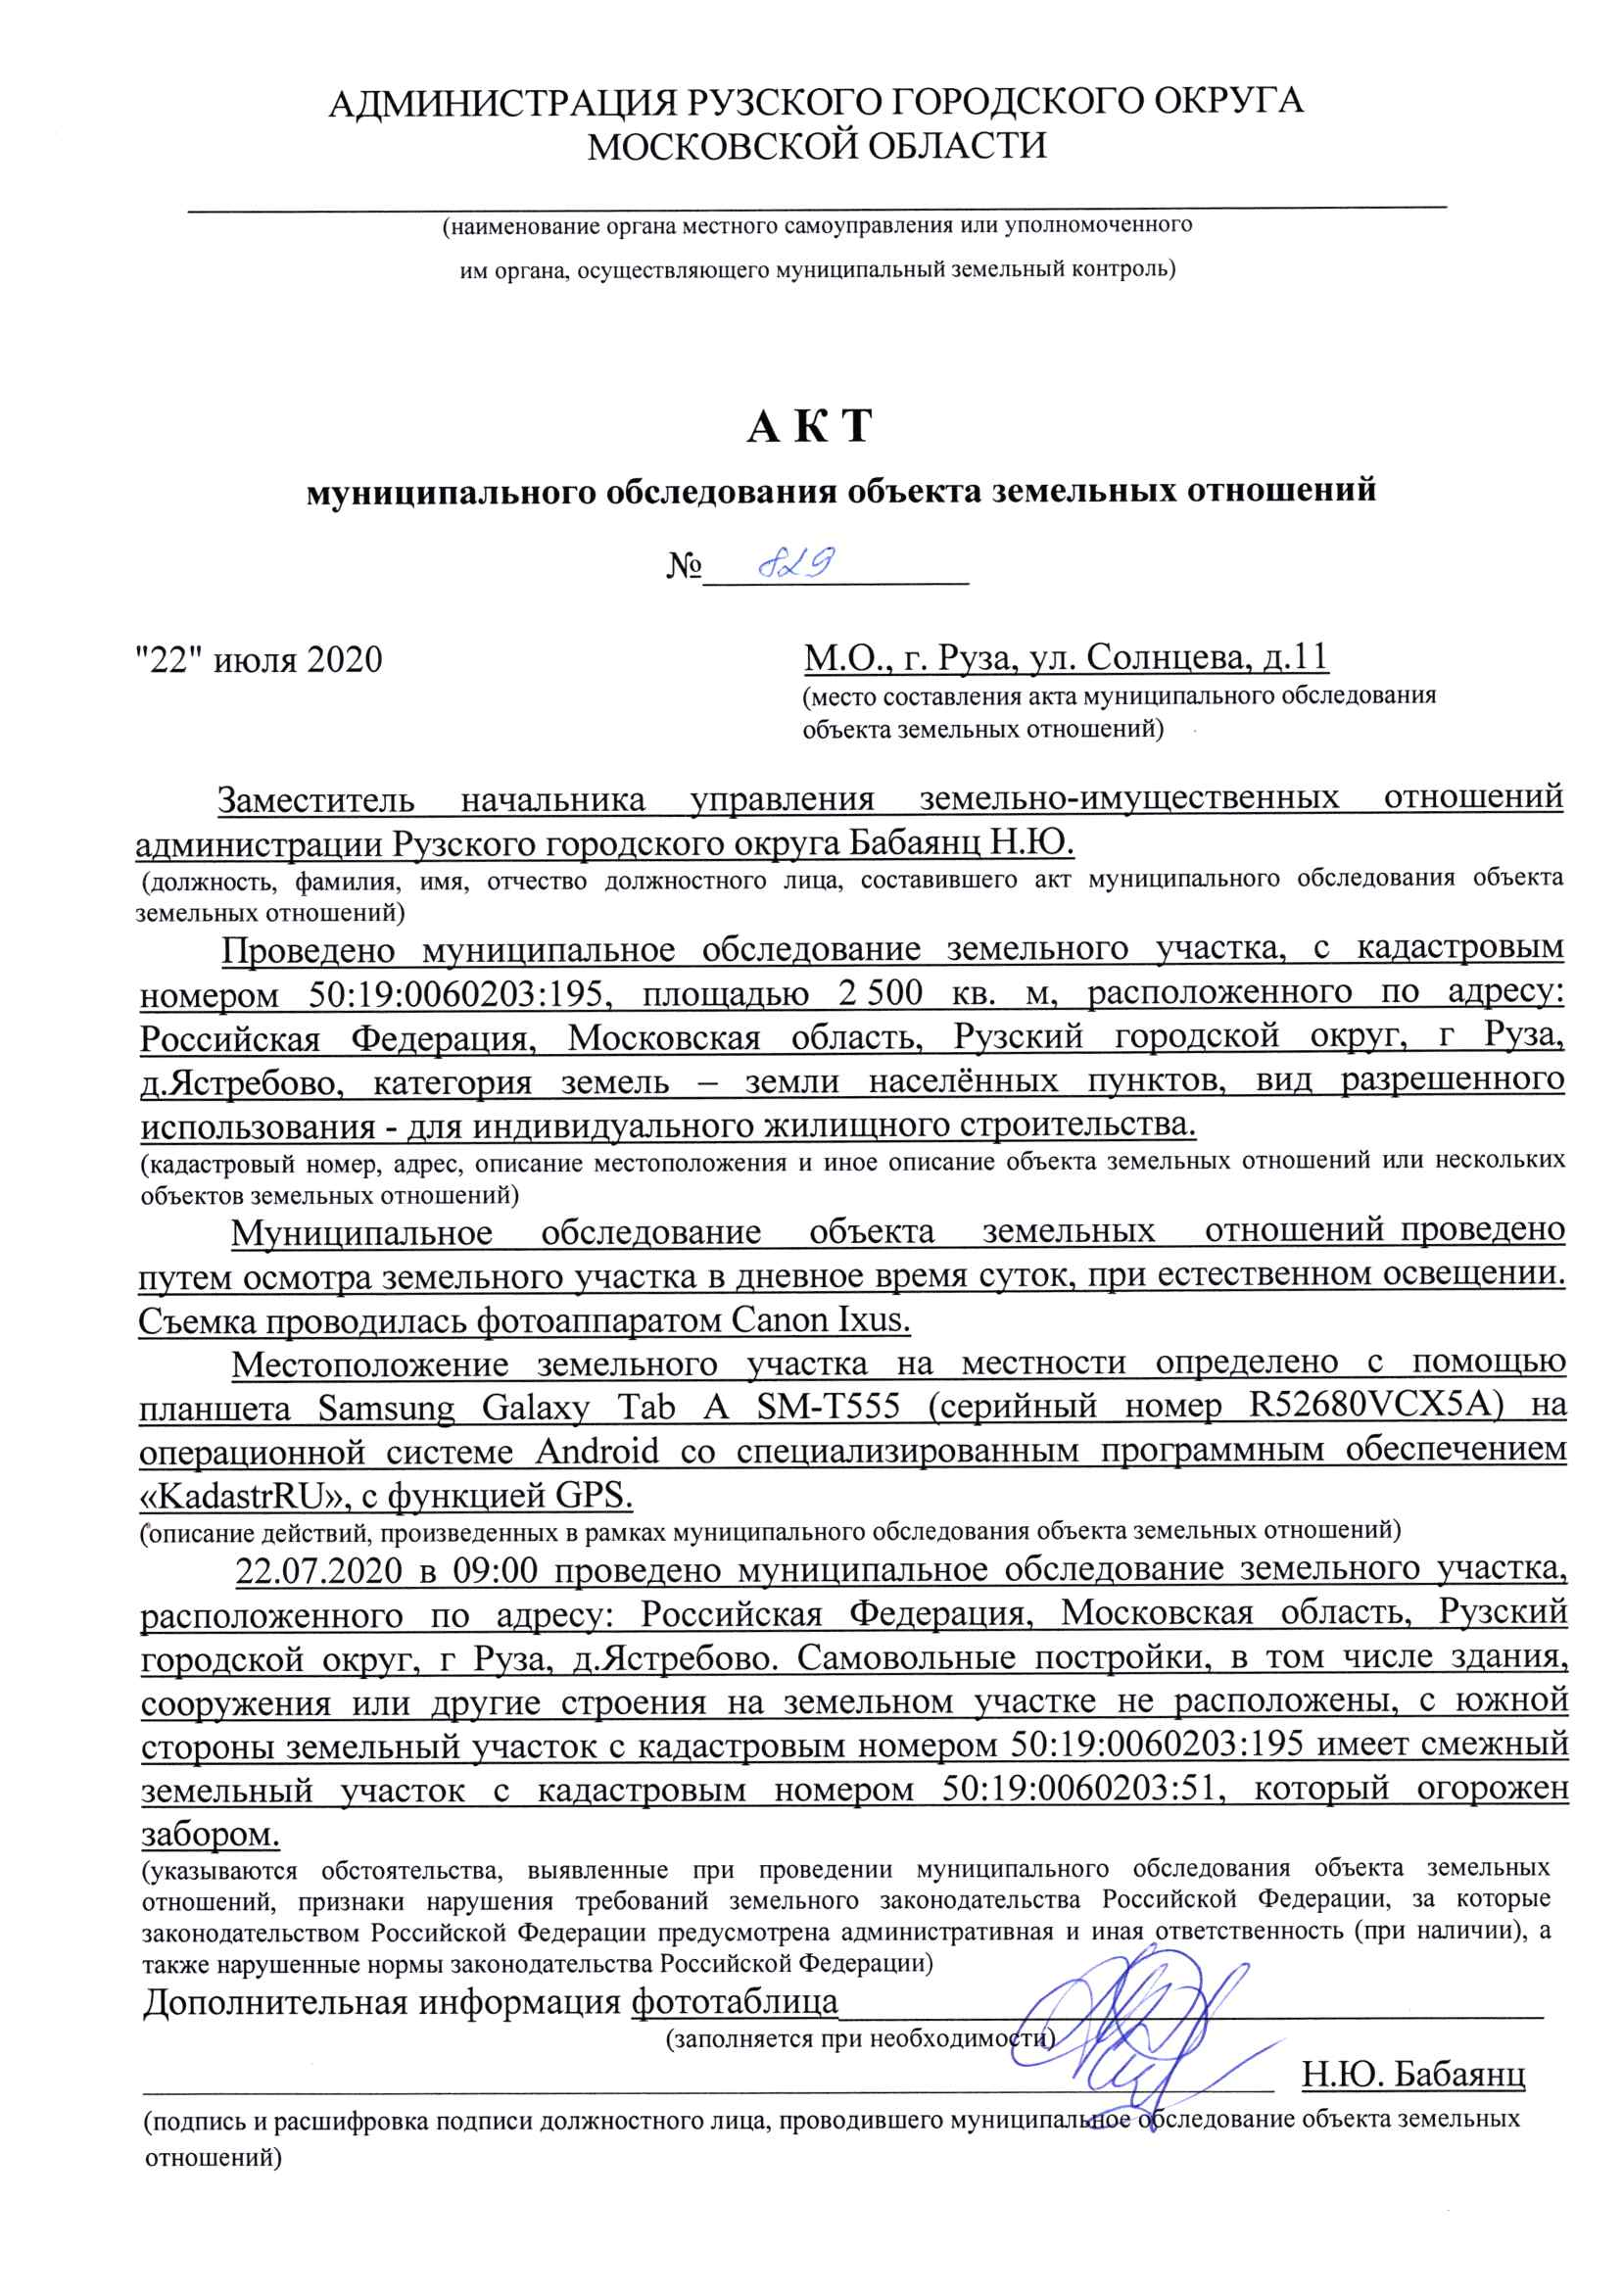 АДМИНИСТРАЦИЯ РУЗСКОГО ГОРОДСКОГО ОКРУГА
МОСКОВСКОЙ ОБЛАСТИ
(наименование органа местного самоуправления или уполномоченного
им органа, осуществляющего муниципальный земельный контроль)
А К Т
муниципального обследования объекта земельных отношений
№ 829
"22" июля 2020
М.О., г. Руза, ул. Солнцева, д.11
(место составления акта муниципального обследования
объекта земельных отношений)
Заместитель начальника управления земельно-имущественных отношений
администрации Рузского городского округа Бабаянц Н.Ю.
(должность, фамилия, имя, отчество должностного лица, составившего акт муниципального обследования объекта
земельных отношений)
Проведено муниципальное обследование земельного участка, с кадастровым
номером 50:19:0060203:195, площадью 2 500 кв. м, расположенного по адресу:
Российская Федерация, Московская область, Рузский городской округ, г Руза,
д.Ястребово, категория земель – земли населённых пунктов, вид разрешенного
использования - для индивидуального жилищного строительства.
(кадастровый номер, адрес, описание местоположения и иное описание объекта земельных отношений или нескольких
объектов земельных отношений)
Муниципальное обследование объекта земельных отношений проведено
путем осмотра земельного участка в дневное время суток, при естественном освещении.
Съемка проводилась фотоаппаратом Canon Ixus.
Местоположение земельного участка на местности определено с помощью
планшета Samsung Galaxy Tab A SM-T555 (серийный номер R52680VCX5A) на
операционной системе Android со специализированным программным обеспечением
«KadastrRU», с функцией GPS.
(описание действий, произведенных в рамках муниципального обследования объекта земельных отношений)
22.07.2020 в 09:00 проведено муниципальное обследование земельного участка,
расположенного по адресу: Российская Федерация, Московская область, Рузский
городской округ, г Руза, д.Ястребово. Самовольные постройки, в том числе здания,
сооружения или другие строения на земельном участке не расположены, с южной
стороны земельный участок с кадастровым номером 50:19:0060203:195 имеет смежный
земельный участок с кадастровым номером 50:19:0060203:51, который огорожен
забором.
(указываются обстоятельства, выявленные при проведении муниципального обследования объекта земельных
отношений, признаки нарушения требований земельного законодательства Российской Федерации, за которые
законодательством Российской Федерации предусмотрена административная и иная ответственность (при наличии), а
также нарушенные нормы законодательства Российской Федерации)
Дополнительная информация фототаблица
(заполняется при необходимости)
Н.Ю. Бабаянц
(подпись и расшифровка подписи должностного лица, проводившего муниципальное обследование объекта земельных
отношений)